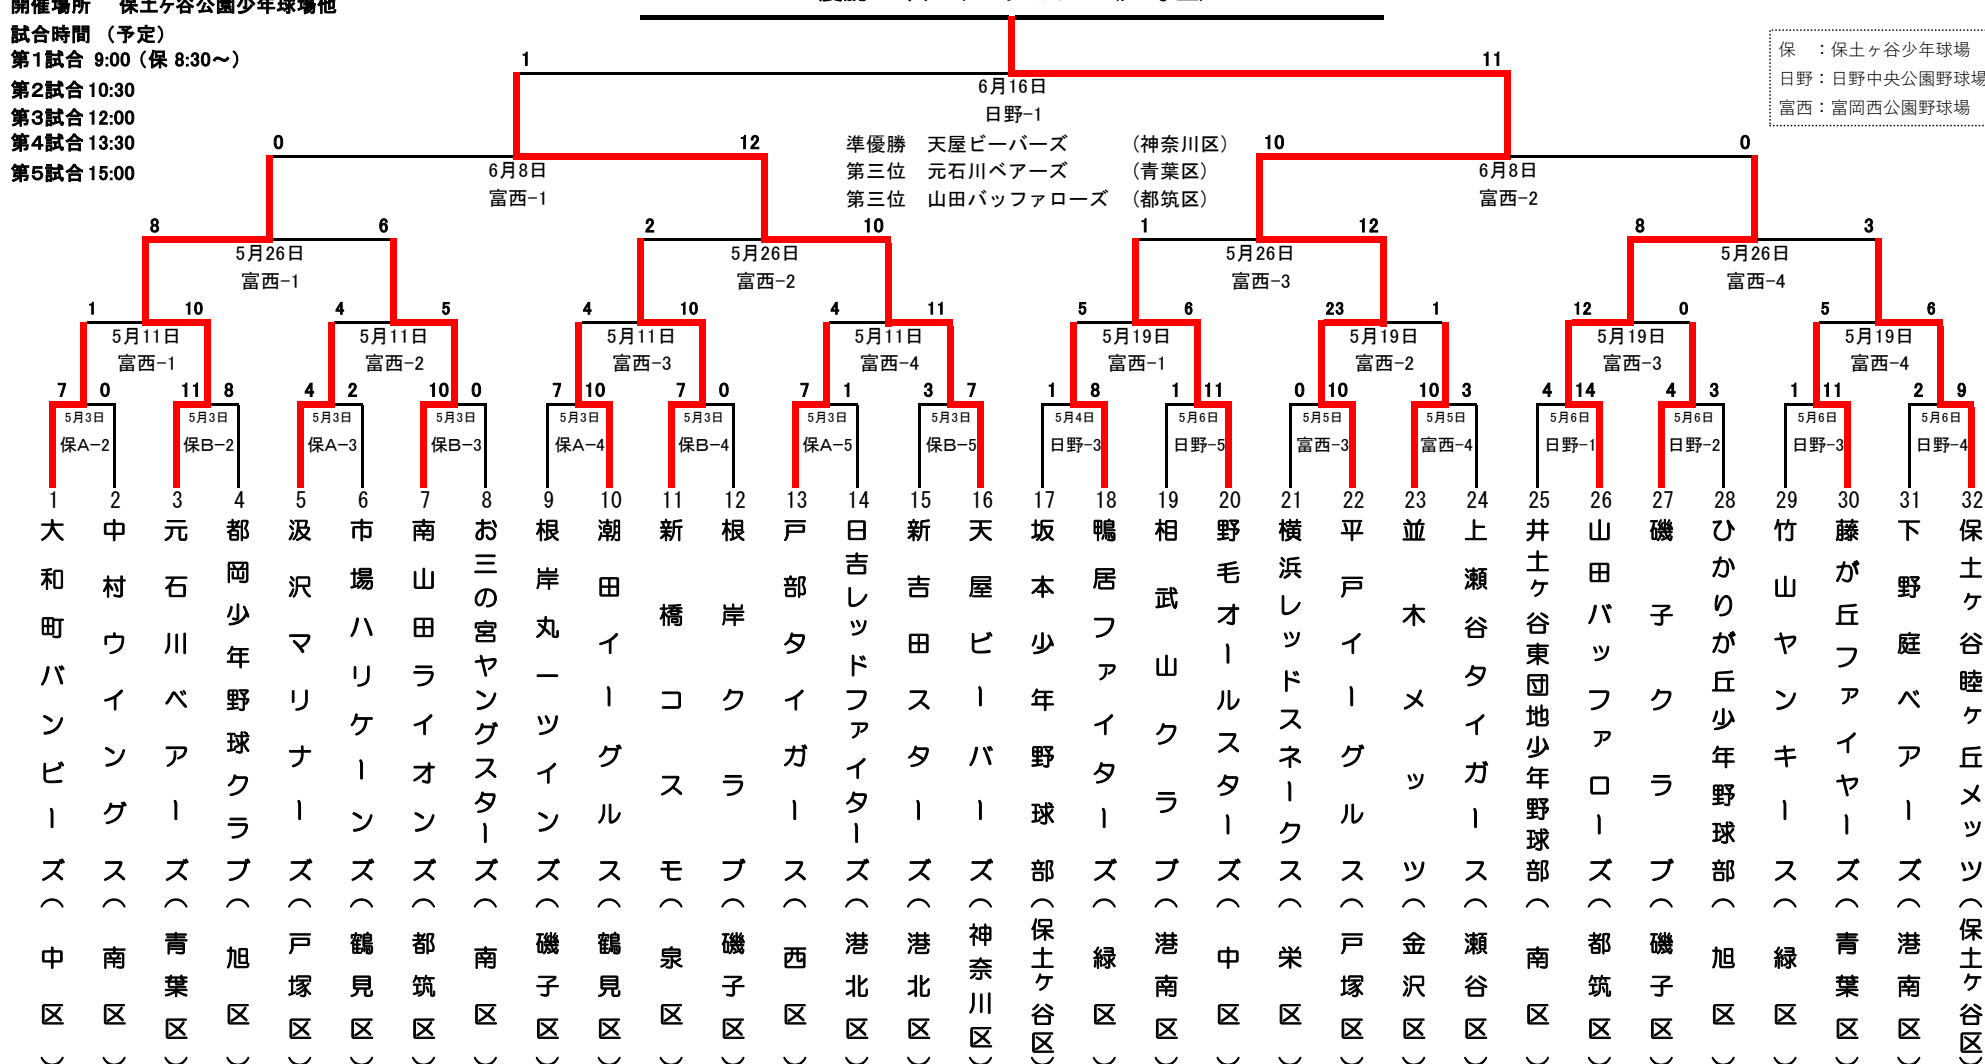 開催場所　保土ヶ谷公園少年球場他
試合時間 （予定）
第1試合 9:00（保 8:30～）
第2試合 10:30
第3試合 12:00
第4試合 13:30
第5試合 15:00
保　：保土ヶ谷少年球場
日野：日野中央公園野球場
富西：富岡西公園野球場
1 11
6月16日
日野-1
準優勝　天屋ビーバーズ　（神奈川区）
第三位　元石川ベアーズ　（青葉区）
第三位　山田バッファローズ　（都筑区）
0 12 10 0
6月8日 6月8日
富西-1 富西-2
8 6 2 10 1 12 8 3
5月26日 5月26日 5月26日 5月26日
富西-1 富西-2 富西-3 富西-4
1 10 4 5 4 10 4 11 5 6 23 1 12 0 5 6
5月11日 5月11日 5月11日 5月11日 5月19日 5月19日 5月19日 5月19日
富西-1 富西-2 富西-3 富西-4 富西-1 富西-2 富西-3 富西-4
7 0 11 8 4 2 10 0 7 10 7 0 7 1 3 7 1 8 1 11 0 10 10 3 4 14 4 3 1 11 2 9
5月3日 5月3日 5月3日 5月3日 5月3日 5月3日 5月3日 5月3日 5月4日 5月6日 5月5日 5月5日 5月6日 5月6日 5月6日 5月6日
保A-2 保B-2 保A-3 保B-3 保A-4 保B-4 保A-5 保B-5 日野-3 日野-5 富西-3 富西-4 日野-1 日野-2 日野-3 日野-4
1 大和町バンビーズ（中区）
2 中村ウイングス（南区）
3 元石川ベアーズ（青葉区）
4 都岡少年野球クラブ（旭区）
5 汲沢マリナーズ（戸塚区）
6 市場ハリケーンズ（鶴見区）
7 南山田ライオンズ（都筑区）
8 お三の宮ヤングスターズ（南区）
9 根岸丸一ツインズ（磯子区）
10 潮田イーグルス（鶴見区）
11 新橋コスモ（泉区）
12 根岸クラブ（磯子区）
13 戸部タイガース（西区）
14 日吉レッドファイターズ（港北区）
15 新吉田スターズ（港北区）
16 天屋ビーバーズ（神奈川区）
17 坂本少年野球部（保土ヶ谷区）
18 鴨居ファイターズ（緑区）
19 相武山クラブ（港南区）
20 野毛オールスターズ（中区）
21 横浜レッドスネークス（栄区）
22 平戸イーグルス（戸塚区）
23 並木メッツ（金沢区）
24 上瀬谷タイガース（瀬谷区）
25 井土ヶ谷東団地少年野球部（南区）
26 山田バッファローズ（都筑区）
27 磯子クラブ（磯子区）
28 ひかりが丘少年野球部（旭区）
29 竹山ヤンキース（緑区）
30 藤が丘ファイヤーズ（青葉区）
31 下野庭ベアーズ（港南区）
32 保土ヶ谷睦ヶ丘メッツ（保土ヶ谷区）